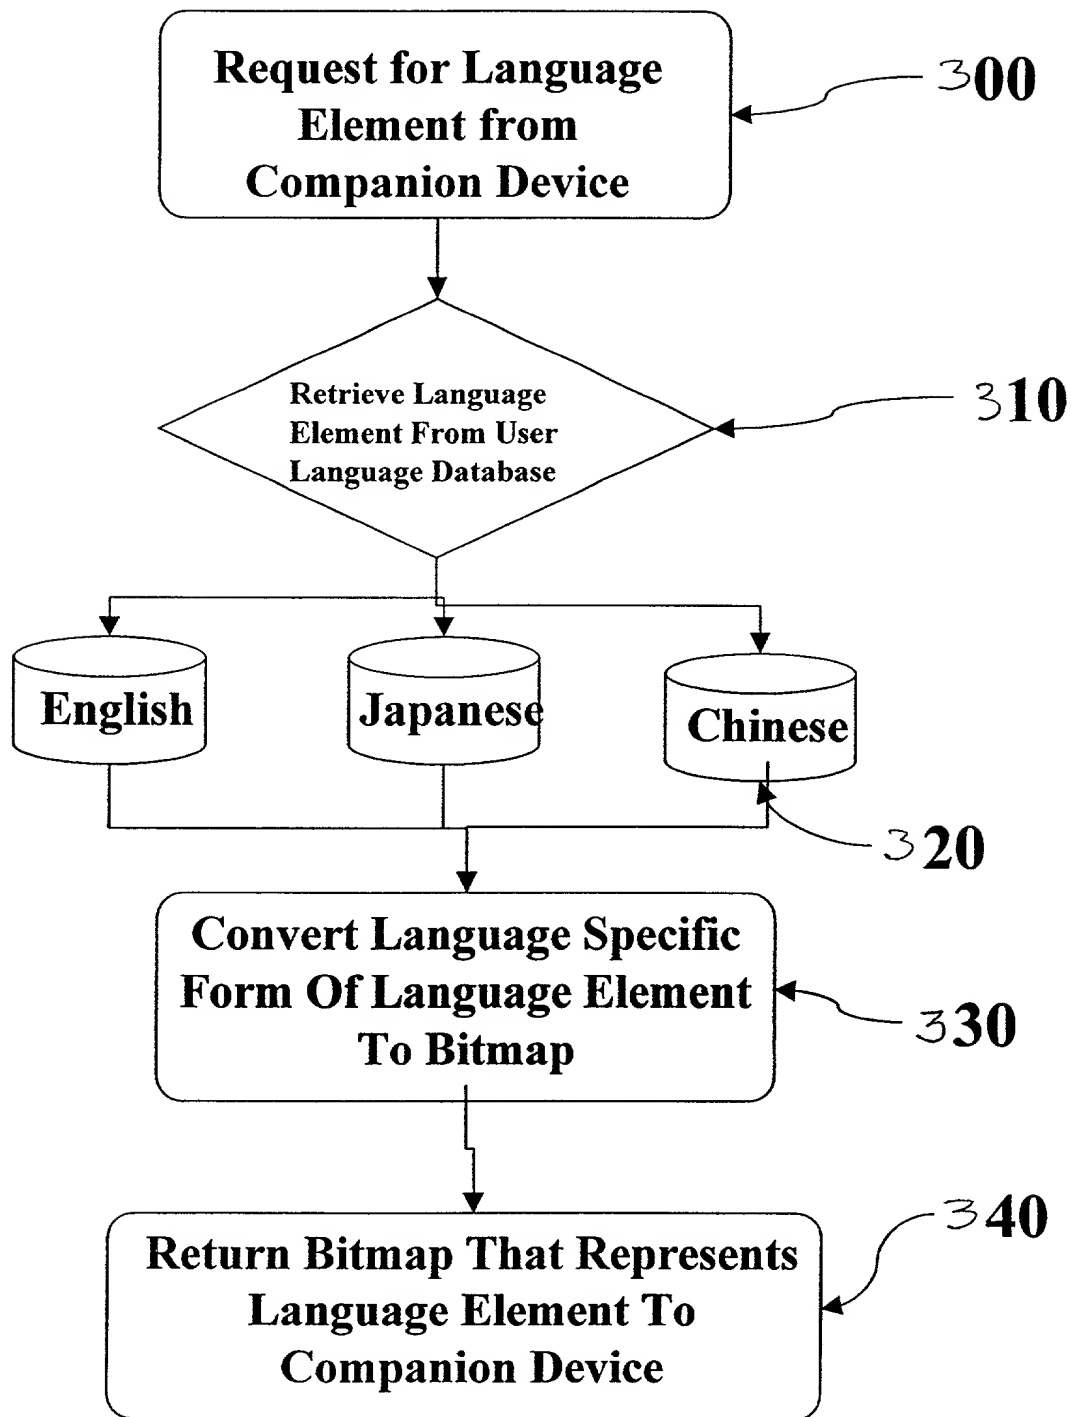 Request for Language
Element from
Companion Device
300
Retrieve Language
Element From User
Language Database
310
English
Japanese
Chinese
320
Convert Language Specific
Form Of Language Element
To Bitmap
330
Return Bitmap That Represents
Language Element To
Companion Device
340